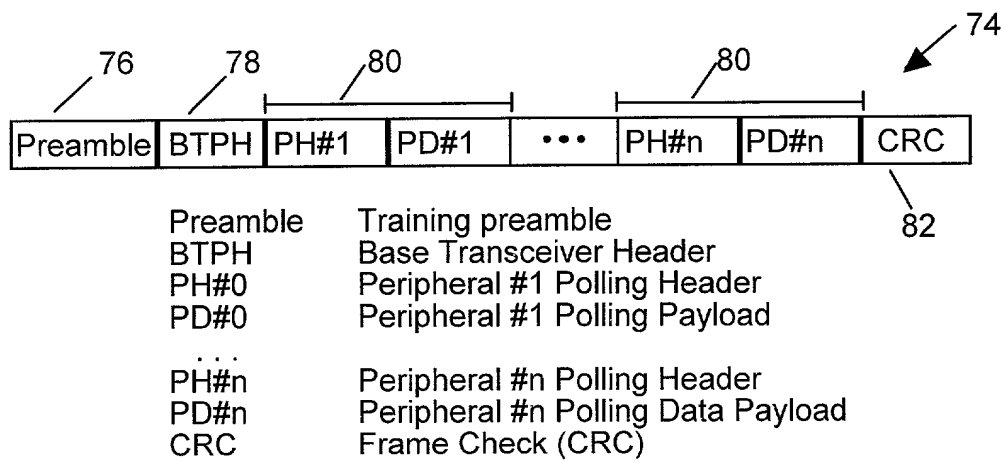 74
76 78 80 80
Preamble BTPH PH#1 PD#1 ••• PH#n PD#n CRC
82
Preamble Training preamble
BTPH Base Transceiver Header
PH#0 Peripheral #1 Polling Header
PD#0 Peripheral #1 Polling Payload
. . .
PH#n Peripheral #n Polling Header
PD#n Peripheral #n Polling Data Payload
CRC Frame Check (CRC)